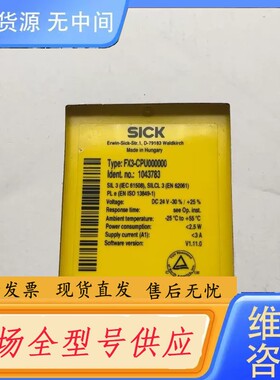 货源 无中间
SICK
Erwin-Sick-Str.1, D-79183 Waldkirch
Made in Hungary
Type: FX3-CPU000000
Ident. no.: 1043783
SIL 3 (IEC 61508), SILCL 3 (EN 62061)
PL e (EN ISO 13849-1)
Voltage: DC 24 V -30% / +25 %
Response time: see Op. inst.
Ambient temperature: -25 °C to +55 °C
Power consumption: <2,5 W
Supply current (A1): <3 A
Software version: V1.11.0
实拍 现货直发 售后无忧
场全型号供应
维
咨